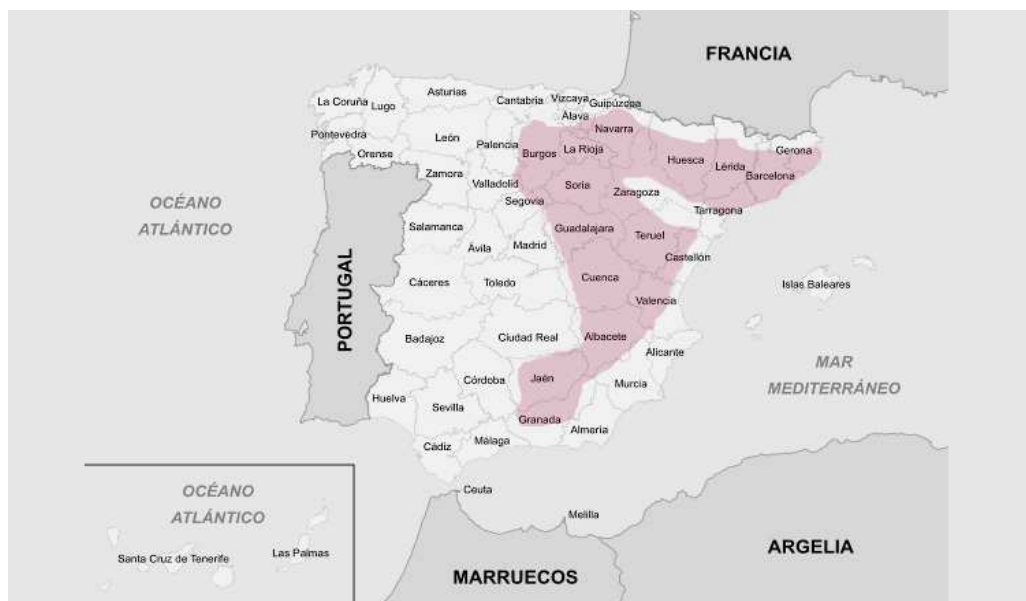 FRANCIA
Asturias
Cantabria
Vizcaya
Guipúzcoa
La Coruña
Lugo
Álava
Navarra
Pontevedra
León
Palencia
Burgos
La Rioja
Huesca
Lérida
Gerona
Barcelona
Orense
Zamora
Valladolid
Soria
Zaragoza
Segovia
Tarragona
OCÉANO
ATLÁNTICO
Salamanca
Ávila
Madrid
Guadalajara
Teruel
Castellón
PORTUGAL
Cáceres
Toledo
Cuenca
Valencia
Islas Baleares
Badajoz
Ciudad Real
Albacete
Alicante
MAR
MEDITERRÁNEO
Huelva
Sevilla
Córdoba
Jaén
Murcia
Granada
Almería
Cádiz
Málaga
OCÉANO
ATLÁNTICO
Ceuta
Melilla
Santa Cruz de Tenerife
Las Palmas
MARRUECOS
ARGELIA